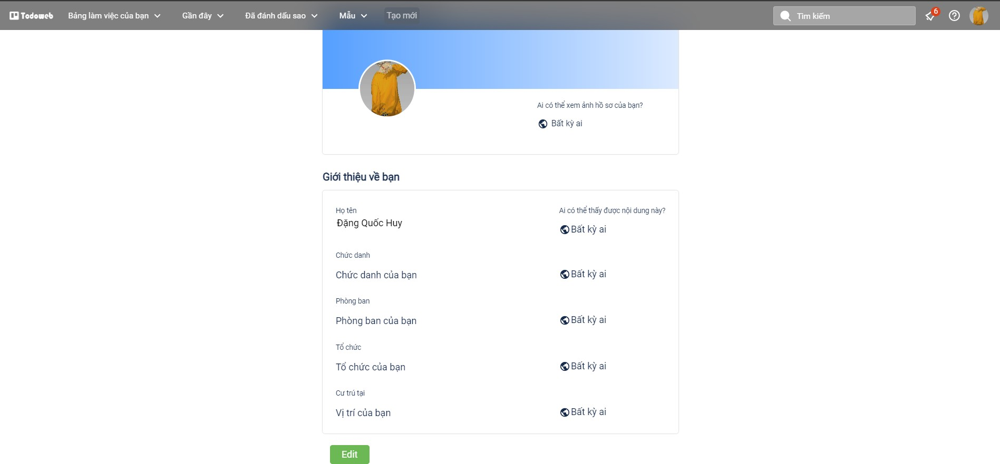 Todoweb Bảng làm việc của bạn Gần đây Đã đánh dấu sao Mẫu Tạo mới Tìm kiếm 6
Ai có thể xem ảnh hồ sơ của bạn?
Bất kỳ ai
Giới thiệu về bạn
Họ tên Ai có thể thấy được nội dung này?
Đặng Quốc Huy Bất kỳ ai
Chức danh
Chức danh của bạn Bất kỳ ai
Phòng ban
Phòng ban của bạn Bất kỳ ai
Tổ chức
Tổ chức của bạn Bất kỳ ai
Cư trú tại
Vị trí của bạn Bất kỳ ai
Edit